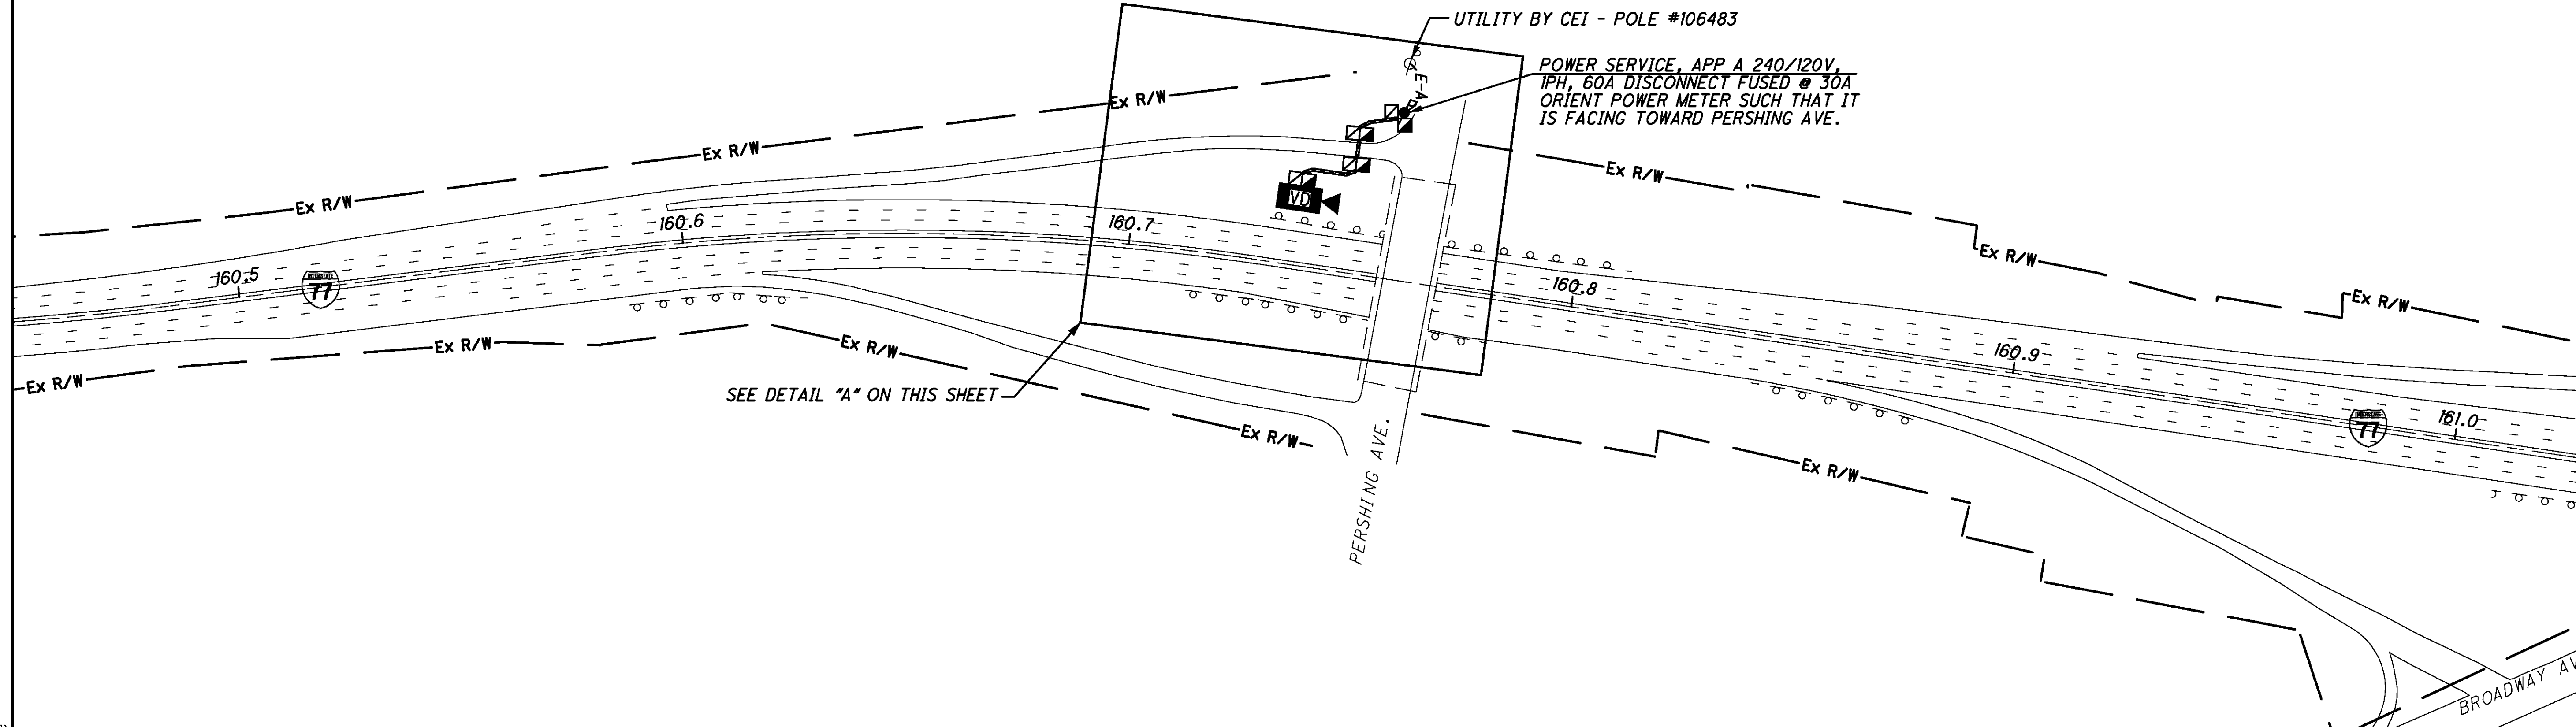 UTILITY BY CEI - POLE #106483
POWER SERVICE, APP A 240/120V,
1PH, 60A DISCONNECT FUSED @ 30A
ORIENT POWER METER SUCH THAT IT
IS FACING TOWARD PERSHING AVE.
E-A
Ex R/W
Ex R/W
Ex R/W
Ex R/W
Ex R/W
Ex R/W
VD
160.5
160.6
160.7
160.8
160.9
161.0
INTERSTATE
77
INTERSTATE
77
Ex R/W
Ex R/W
Ex R/W
Ex R/W
Ex R/W
SEE DETAIL "A" ON THIS SHEET
PERSHING AVE.
BROADWAY AV